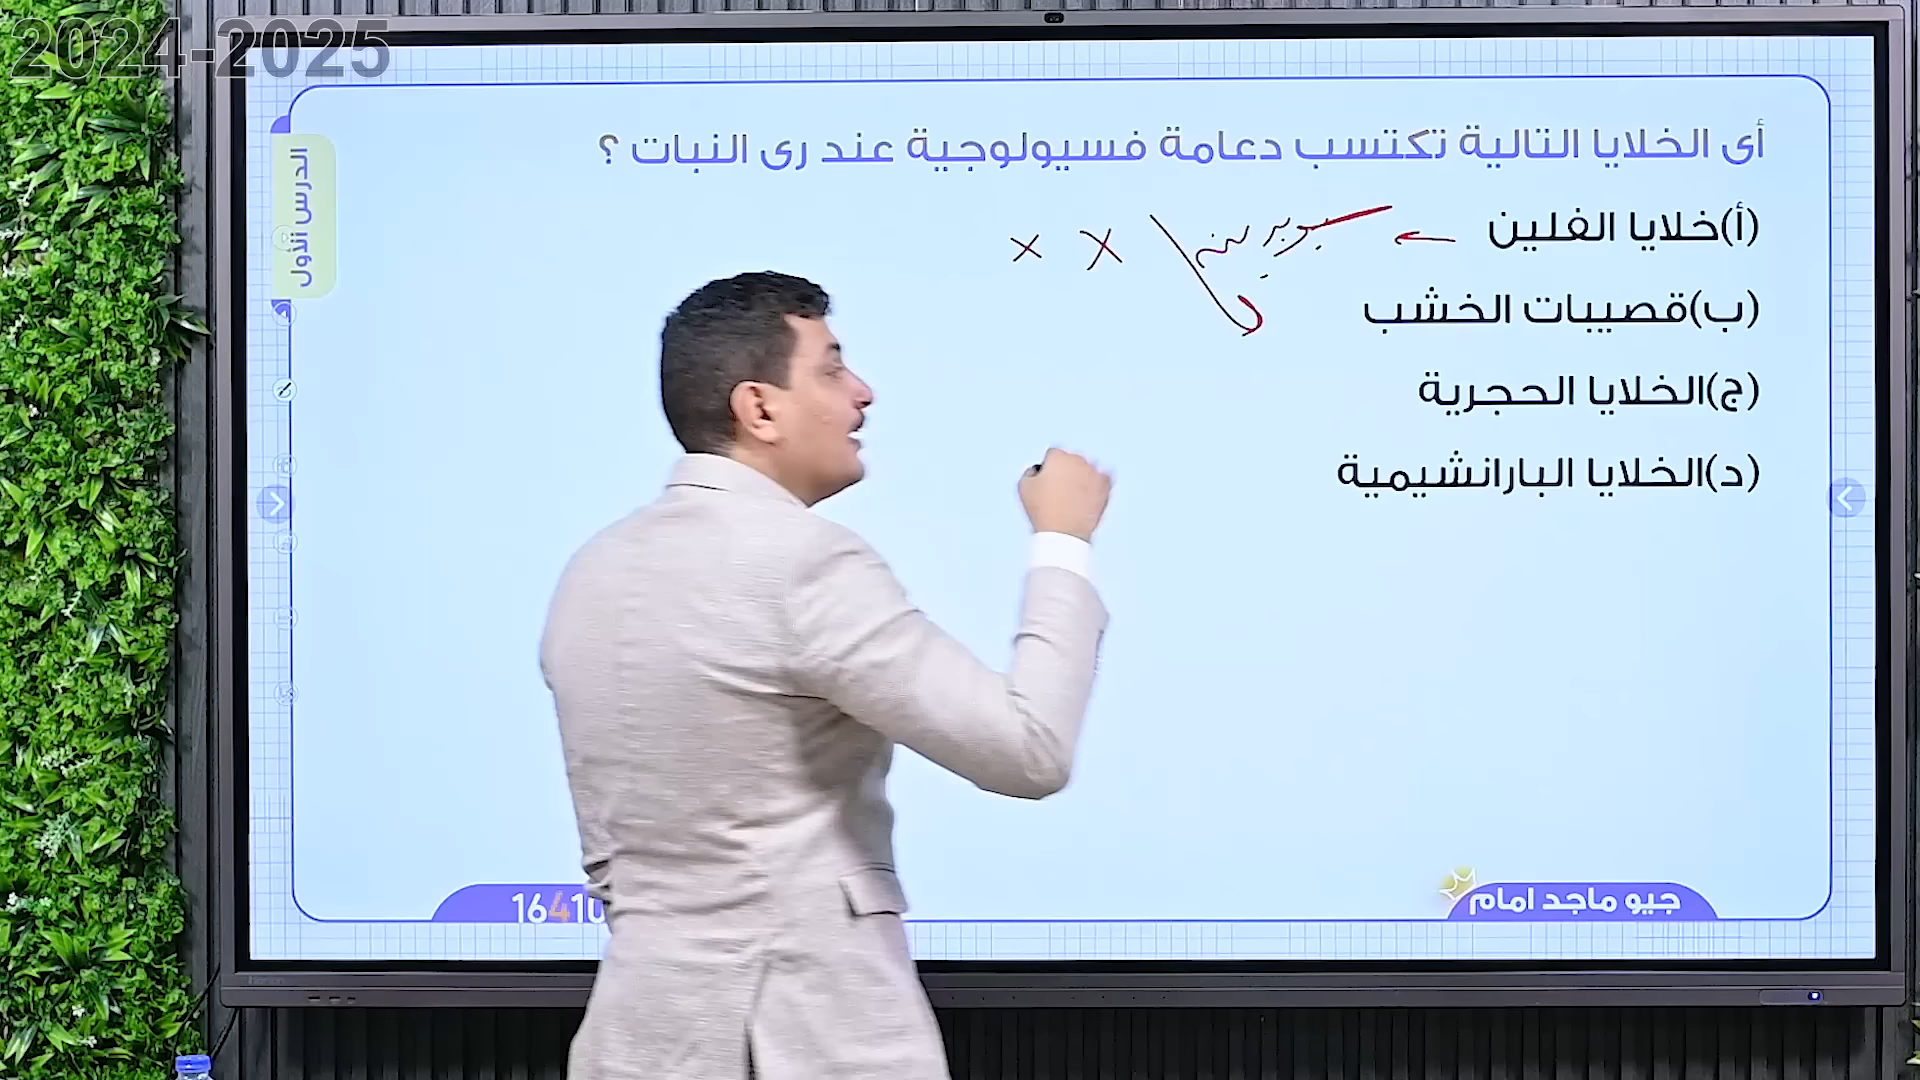 2024-2025
أى الخلايا التالية تكتسب دعامة فسيولوجية عند رى النبات ؟
(أ)خلايا الفلين
سوبرين
(ب)قصيبات الخشب
(ج)الخلايا الحجرية
(د)الخلايا البارانشيمية
الدرس الأول
جيو ماجد امام